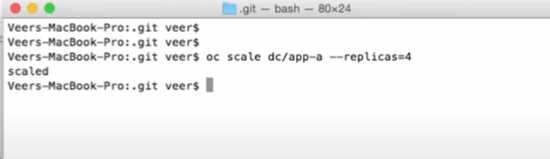 .git — bash — 80×24
Veers-MacBook-Pro:.git veer$
Veers-MacBook-Pro:.git veer$
Veers-MacBook-Pro:.git veer$ oc scale dc/app-a --replicas=4
scaled
Veers-MacBook-Pro:.git veer$